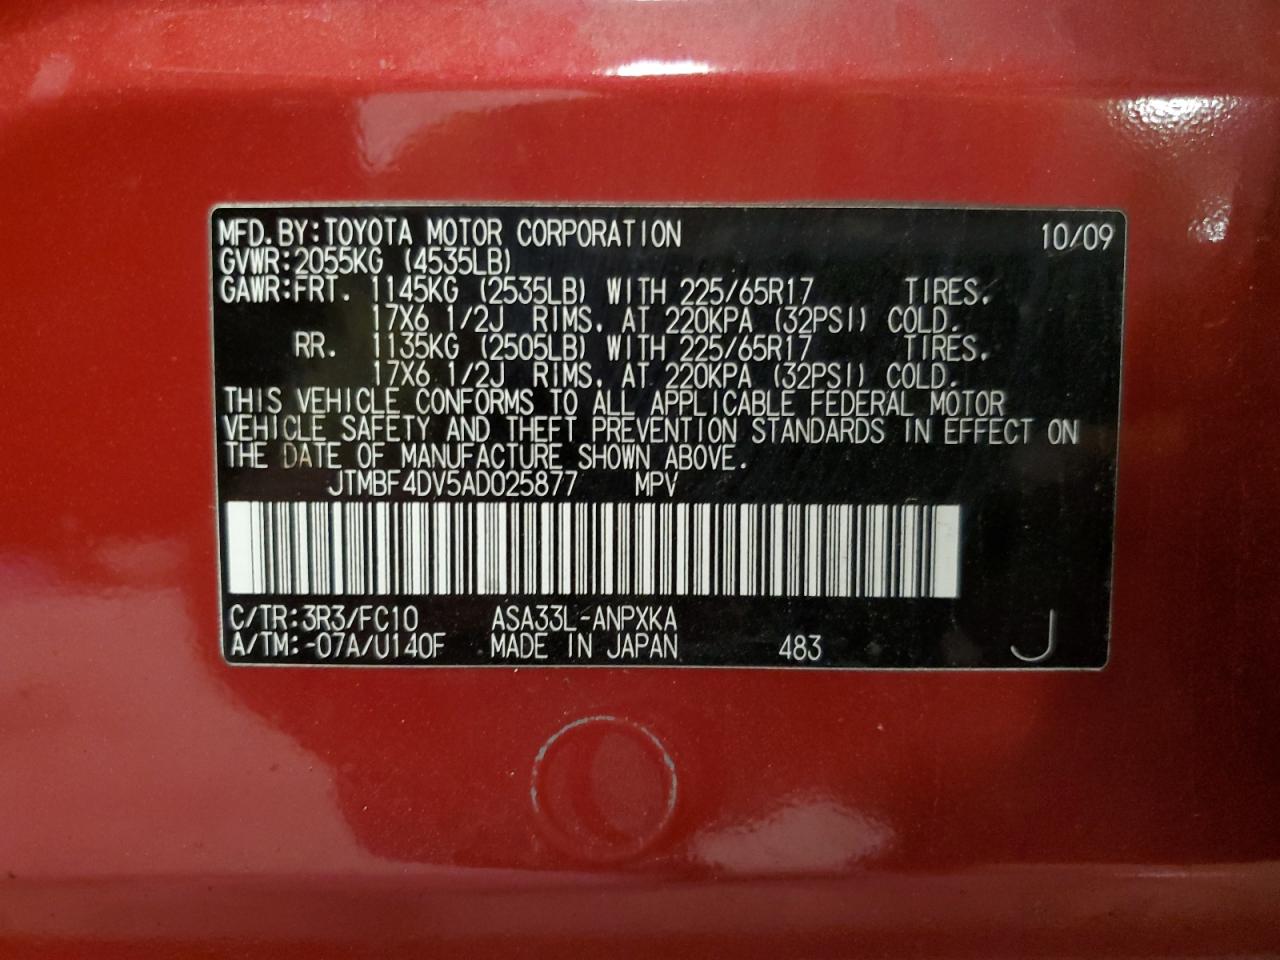 MFD.BY:TOYOTA MOTOR CORPORATION 10/09
GVWR:2055KG (4535LB)
GAWR:FRT. 1145KG (2535LB) WITH 225/65R17 TIRES.
17X6 1/2J RIMS. AT 220KPA (32PSI) COLD.
RR. 1135KG (2505LB) WITH 225/65R17 TIRES.
17X6 1/2J RIMS. AT 220KPA (32PSI) COLD.
THIS VEHICLE CONFORMS TO ALL APPLICABLE FEDERAL MOTOR
VEHICLE SAFETY AND THEFT PREVENTION STANDARDS IN EFFECT ON
THE DATE OF MANUFACTURE SHOWN ABOVE.
JTMBF4DV5AD025877 MPV
C/TR:3R3/FC10 ASA33L-ANPXKA
A/TM:-07A/U140F MADE IN JAPAN 483 J